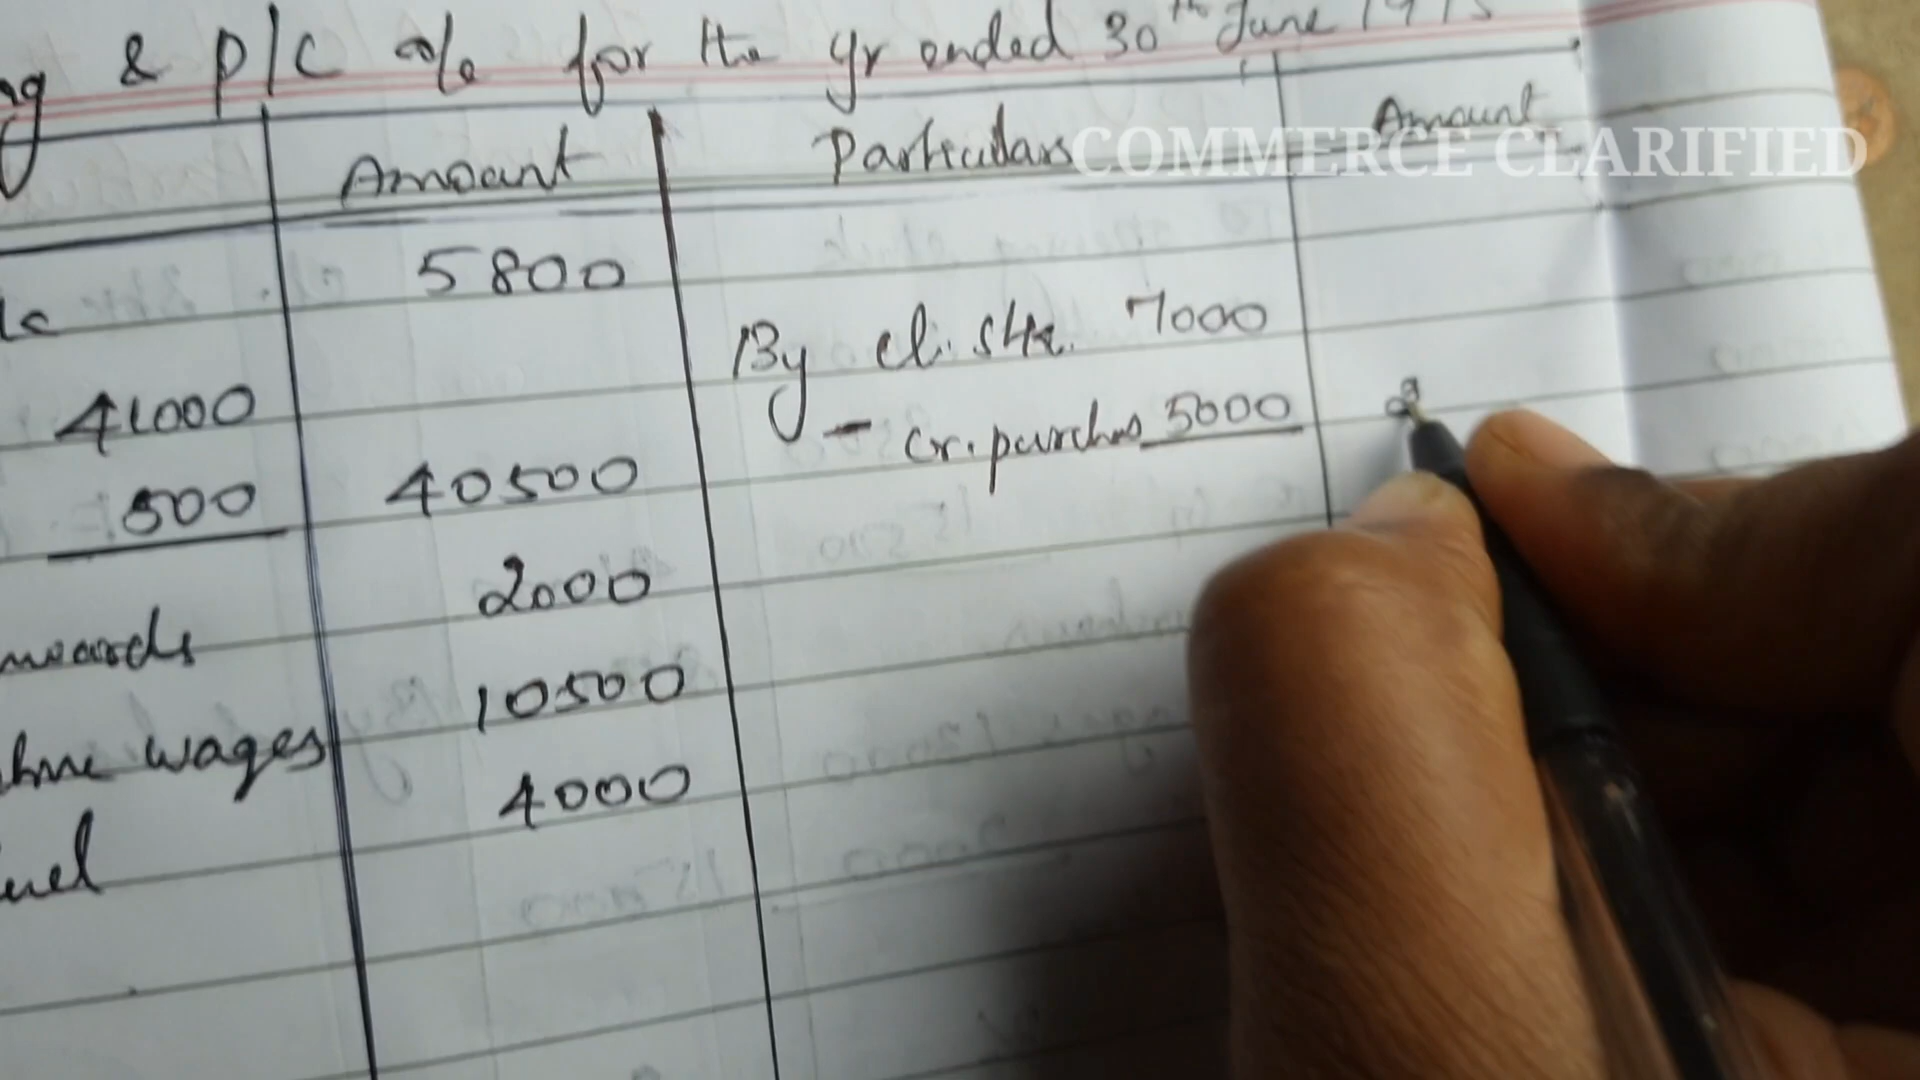 & P/L a/c for the yr ended 30th June
Amount Particulars Amount
COMMERCE CLARIFIED
5800
By cl. stk. 7000
41000
- cr. purchas 5000
500 40500
2000
10500
wages
4000